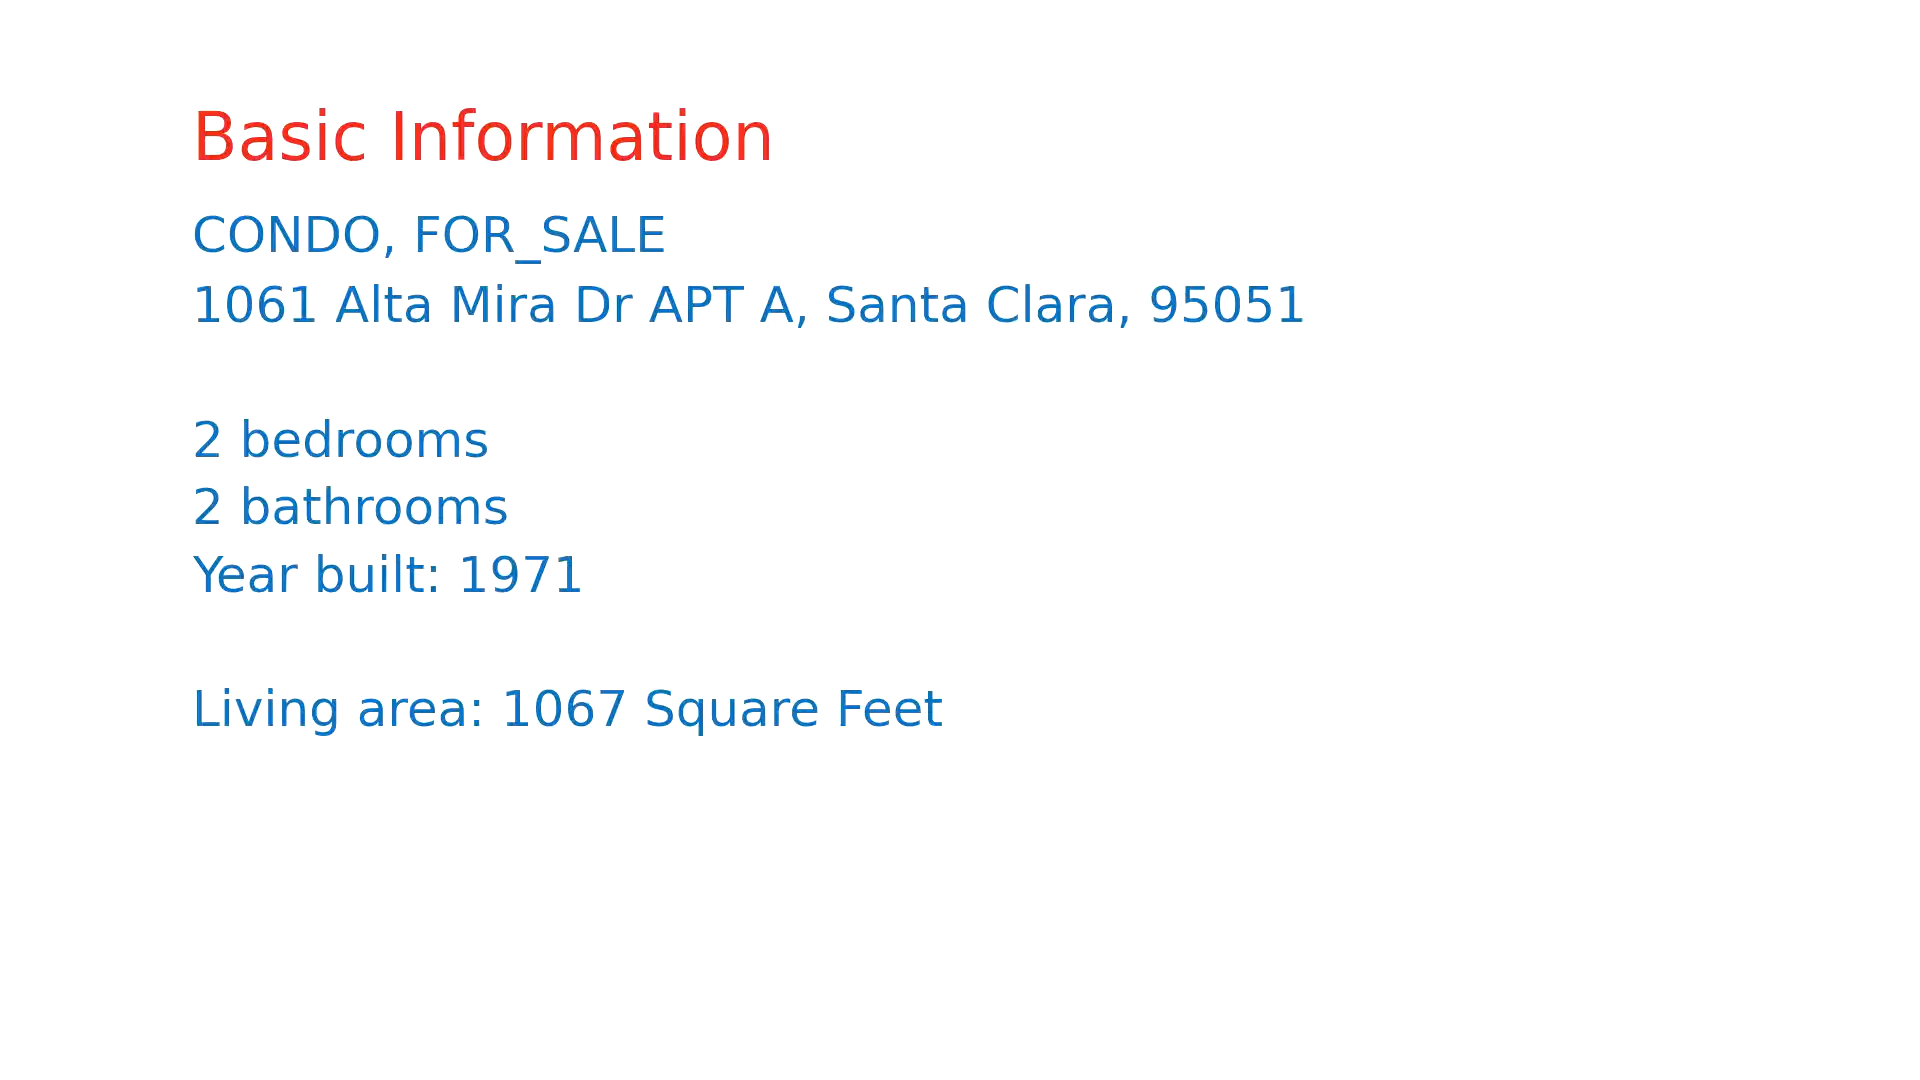 Basic Information
CONDO, FOR_SALE
1061 Alta Mira Dr APT A, Santa Clara, 95051
2 bedrooms
2 bathrooms
Year built: 1971
Living area: 1067 Square Feet